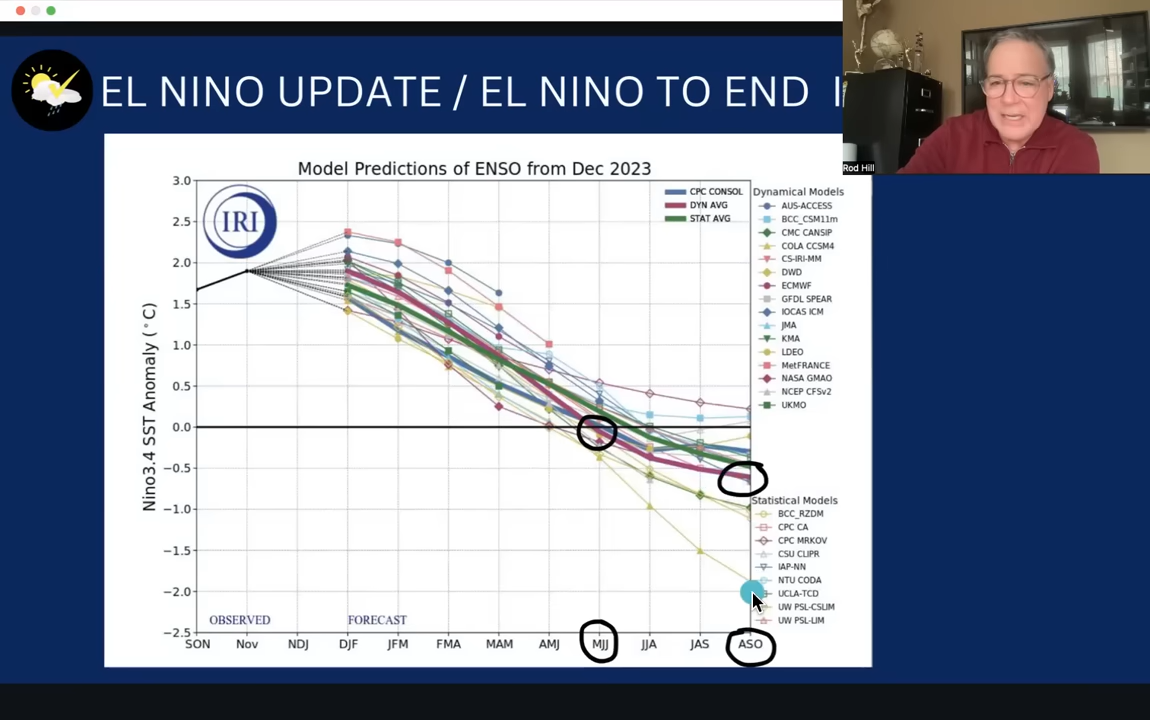 EL NINO UPDATE / EL NINO TO END
Rod Hill
Model Predictions of ENSO from Dec 2023
IRI
CPC CONSOL
DYN AVG
STAT AVG
Nino3.4 SST Anomaly (°C)
3.0
2.5
2.0
1.5
1.0
0.5
0.0
−0.5
−1.0
−1.5
−2.0
−2.5
OBSERVED
FORECAST
SON Nov NDJ DJF JFM FMA MAM AMJ MJJ JJA JAS ASO
Dynamical Models
AUS-ACCESS
BCC_CSM11m
CMC CANSIP
COLA CCSM4
CS-IRI-MM
DWD
ECMWF
GFDL SPEAR
IOCAS ICM
JMA
KMA
LDEO
MetFRANCE
NASA GMAO
NCEP CFSv2
UKMO
Statistical Models
BCC_RZDM
CPC CA
CPC MRKOV
CSU CLIPR
IAP-NN
NTU CODA
UCLA-TCD
UW PSL-CSLIM
UW PSL-LIM